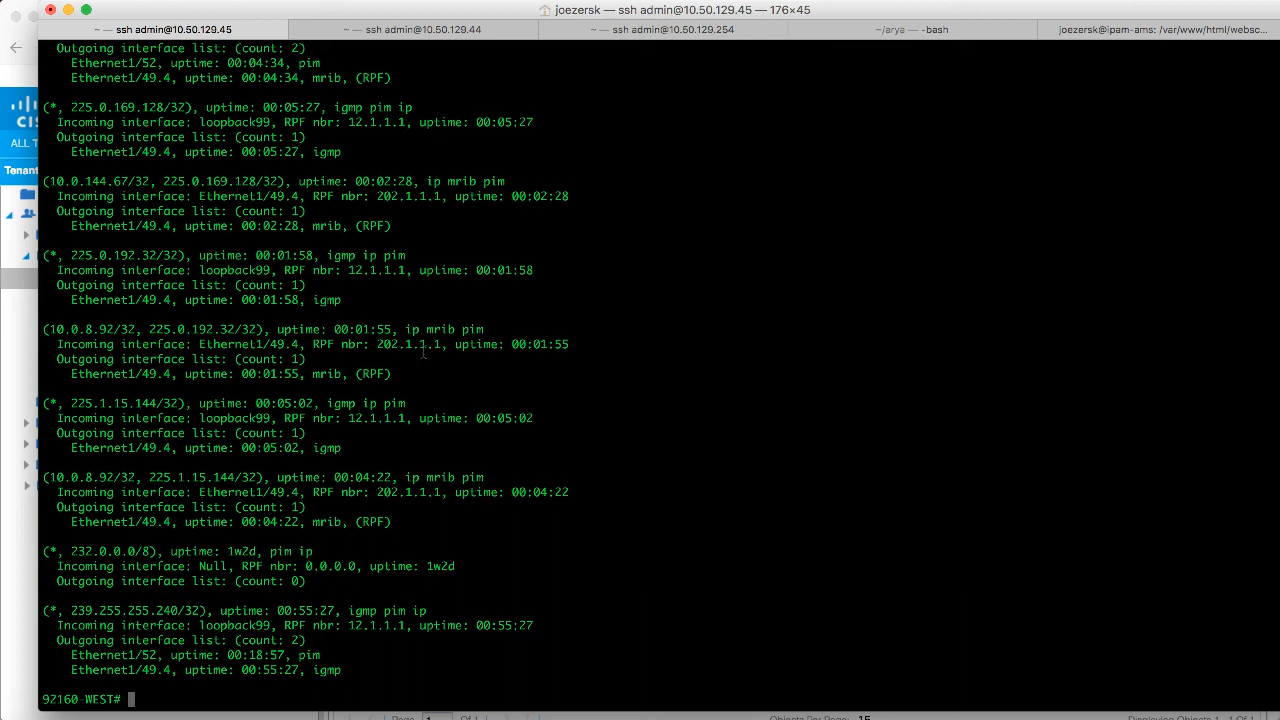 joezersk — ssh admin@10.50.129.45 — 176×45
~ — ssh admin@10.50.129.45
~ — ssh admin@10.50.129.44
~ — ssh admin@10.50.129.254
~/arya — -bash
joezersk@ipam-ams: /var/www/html/websc...
CIS
ALL T
Tenant
Outgoing interface list: (count: 2)
Ethernet1/52, uptime: 00:04:34, pim
Ethernet1/49.4, uptime: 00:04:34, mrib, (RPF)
(*, 225.0.169.128/32), uptime: 00:05:27, igmp pim ip
Incoming interface: loopback99, RPF nbr: 12.1.1.1, uptime: 00:05:27
Outgoing interface list: (count: 1)
Ethernet1/49.4, uptime: 00:05:27, igmp
(10.0.144.67/32, 225.0.169.128/32), uptime: 00:02:28, ip mrib pim
Incoming interface: Ethernet1/49.4, RPF nbr: 202.1.1.1, uptime: 00:02:28
Outgoing interface list: (count: 1)
Ethernet1/49.4, uptime: 00:02:28, mrib, (RPF)
(*, 225.0.192.32/32), uptime: 00:01:58, igmp ip pim
Incoming interface: loopback99, RPF nbr: 12.1.1.1, uptime: 00:01:58
Outgoing interface list: (count: 1)
Ethernet1/49.4, uptime: 00:01:58, igmp
(10.0.8.92/32, 225.0.192.32/32), uptime: 00:01:55, ip mrib pim
Incoming interface: Ethernet1/49.4, RPF nbr: 202.1.1.1, uptime: 00:01:55
Outgoing interface list: (count: 1)
Ethernet1/49.4, uptime: 00:01:55, mrib, (RPF)
(*, 225.1.15.144/32), uptime: 00:05:02, igmp ip pim
Incoming interface: loopback99, RPF nbr: 12.1.1.1, uptime: 00:05:02
Outgoing interface list: (count: 1)
Ethernet1/49.4, uptime: 00:05:02, igmp
(10.0.8.92/32, 225.1.15.144/32), uptime: 00:04:22, ip mrib pim
Incoming interface: Ethernet1/49.4, RPF nbr: 202.1.1.1, uptime: 00:04:22
Outgoing interface list: (count: 1)
Ethernet1/49.4, uptime: 00:04:22, mrib, (RPF)
(*, 232.0.0.0/8), uptime: 1w2d, pim ip
Incoming interface: Null, RPF nbr: 0.0.0.0, uptime: 1w2d
Outgoing interface list: (count: 0)
(*, 239.255.255.240/32), uptime: 00:55:27, igmp pim ip
Incoming interface: loopback99, RPF nbr: 12.1.1.1, uptime: 00:55:27
Outgoing interface list: (count: 2)
Ethernet1/52, uptime: 00:18:57, pim
Ethernet1/49.4, uptime: 00:55:27, igmp
92160-WEST#
Page 1 Of 1 Objects Per Page: 15 Displaying Objects 1